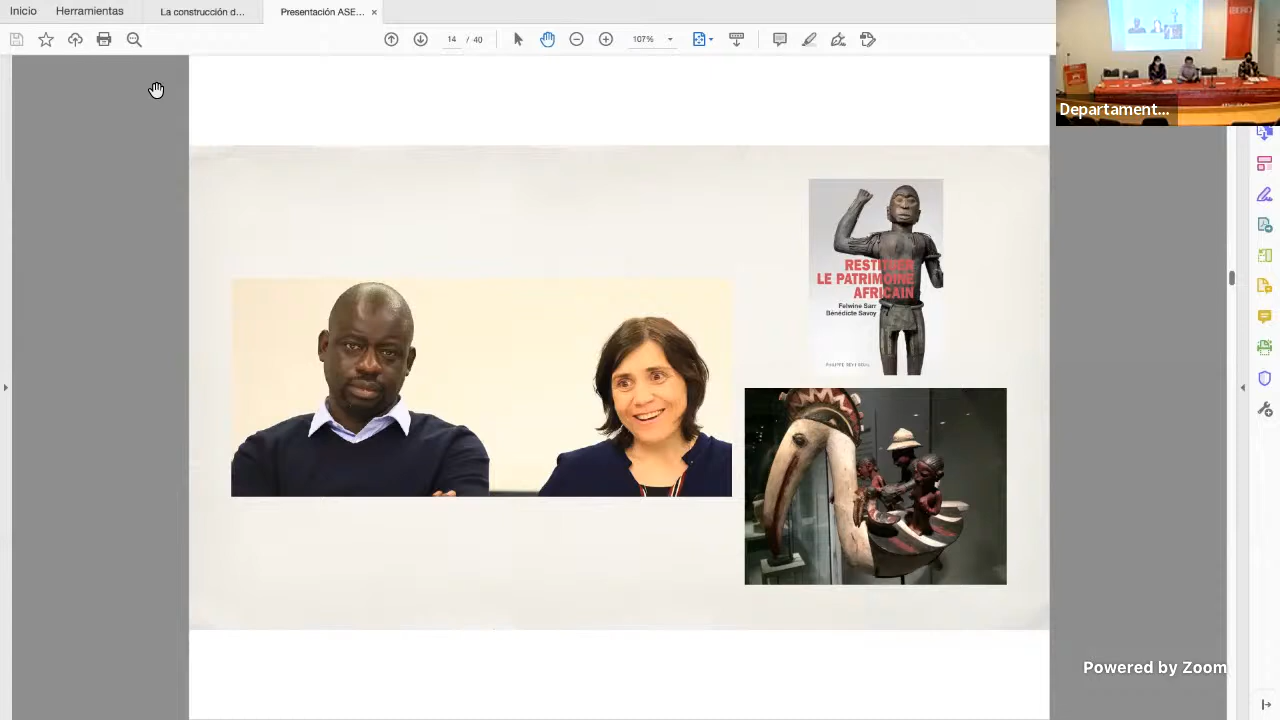 Inicio
Herramientas
La construcción d...
Presentación ASE...
14 / 40
107%
Departament...
RESTITUER
LE PATRIMOINE
AFRICAIN
Felwine Sarr
Bénédicte Savoy
Powered by Zoom